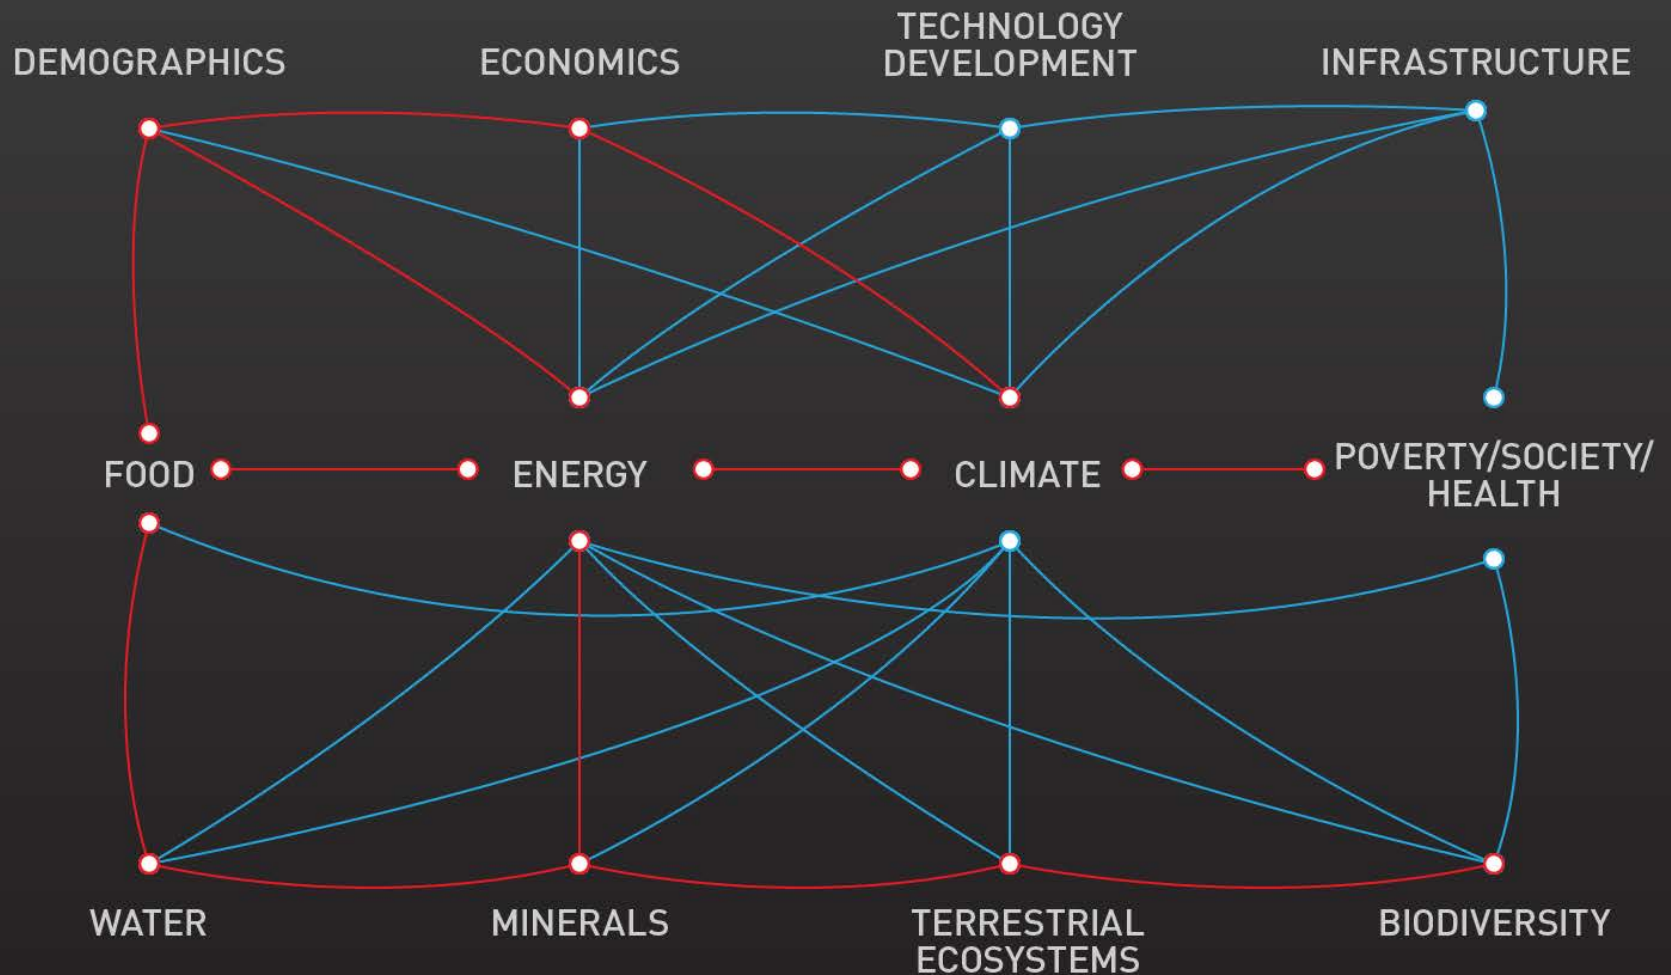 DEMOGRAPHICS
ECONOMICS
TECHNOLOGY
DEVELOPMENT
INFRASTRUCTURE
FOOD
ENERGY
CLIMATE
POVERTY/SOCIETY/
HEALTH
WATER
MINERALS
TERRESTRIAL
ECOSYSTEMS
BIODIVERSITY